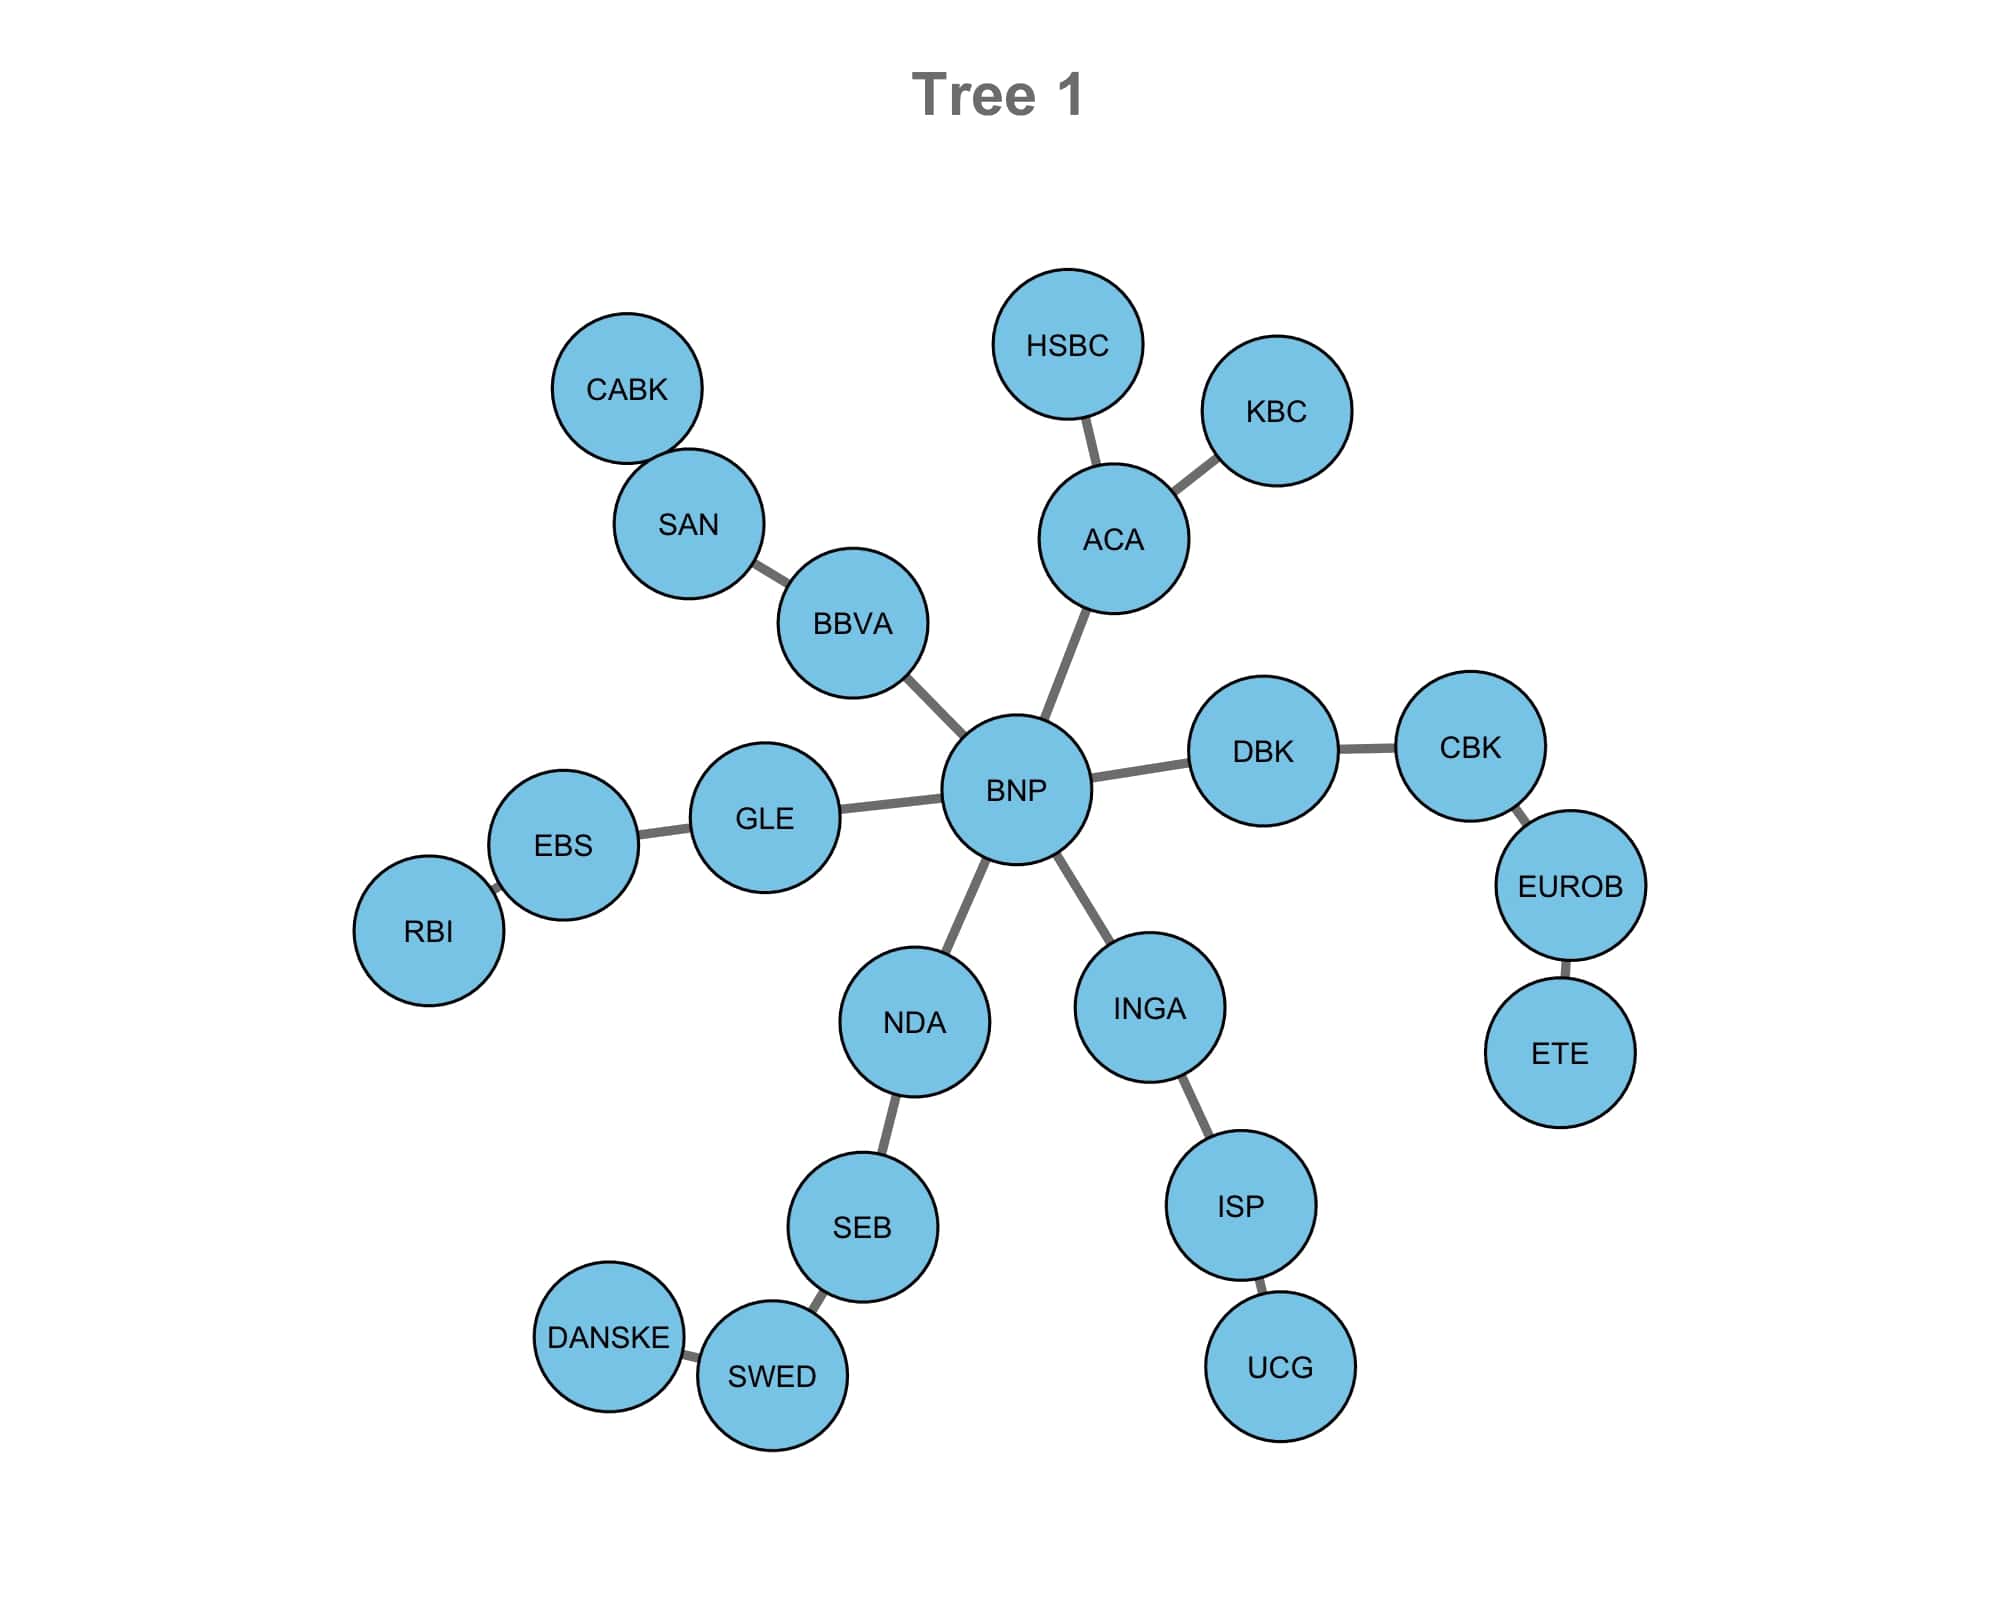 Tree 1
HSBC
CABK
KBC
SAN
ACA
BBVA
CBK
DBK
BNP
GLE
EBS
EUROB
RBI
INGA
NDA
ETE
ISP
SEB
DANSKE
UCG
SWED